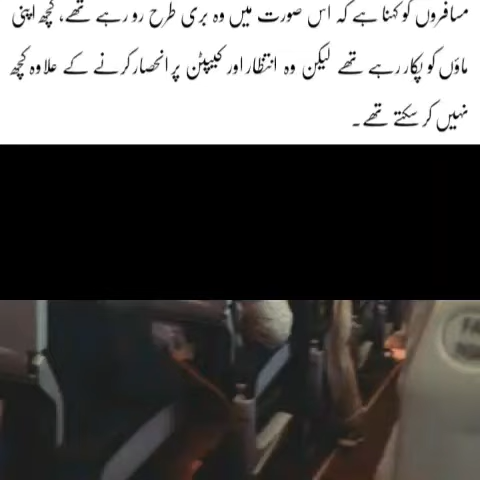 مسافروں کو کہنا ہے کہ اس صورت میں وہ بری طرح رو رہے تھے، کچھ اپنی
ماؤں کو پکار رہے تھے لیکن وہ انتظار اور کیپٹن پر انحصار کرنے کے علاوہ کچھ
نہیں کر سکتے تھے۔